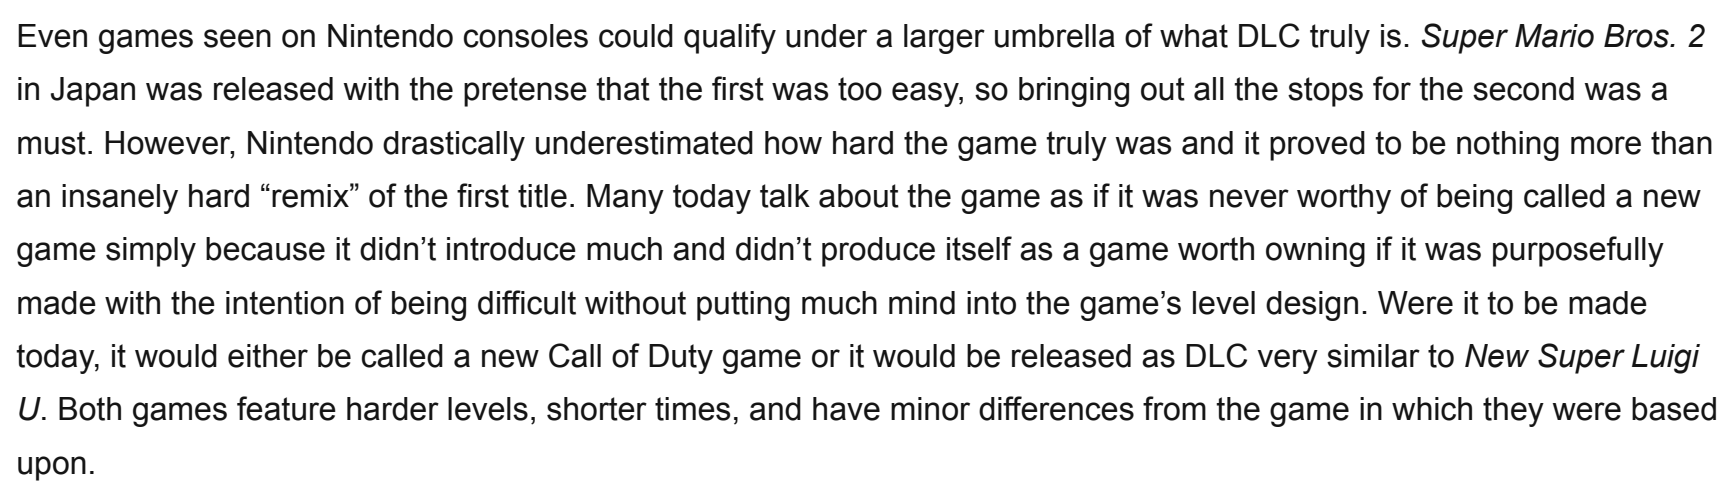 Even games seen on Nintendo consoles could qualify under a larger umbrella of what DLC truly is. Super Mario Bros. 2
in Japan was released with the pretense that the first was too easy, so bringing out all the stops for the second was a
must. However, Nintendo drastically underestimated how hard the game truly was and it proved to be nothing more than
an insanely hard “remix” of the first title. Many today talk about the game as if it was never worthy of being called a new
game simply because it didn’t introduce much and didn’t produce itself as a game worth owning if it was purposefully
made with the intention of being difficult without putting much mind into the game’s level design. Were it to be made
today, it would either be called a new Call of Duty game or it would be released as DLC very similar to New Super Luigi
U. Both games feature harder levels, shorter times, and have minor differences from the game in which they were based
upon.